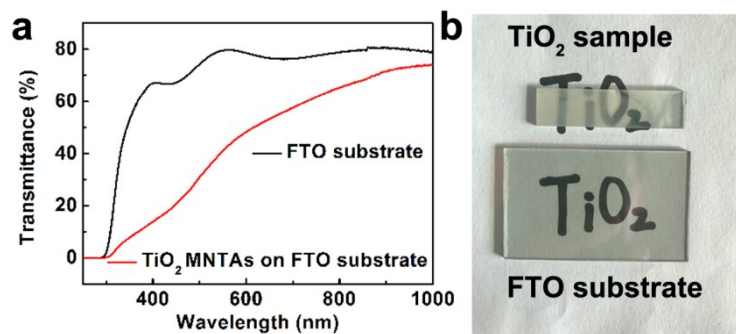 a
80
60
40
20
0
Transmittance (%)
FTO substrate
TiO₂ MNTAs on FTO substrate
400
600
800
1000
Wavelength (nm)
b
TiO₂ sample
TiO₂
TiO₂
FTO substrate